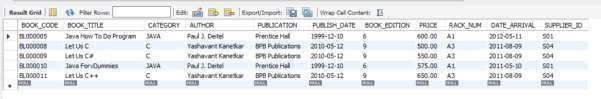 Result Grid Filter Rows: Edit: Export/Import: Wrap Cell Content:
BOOK_CODE BOOK_TITLE CATEGORY AUTHOR PUBLICATION PUBLISH_DATE BOOK_EDITION PRICE RACK_NUM DATE_ARRIVAL SUPPLIER_ID
BL000005 Java How To Do Program JAVA Paul J. Deitel Prentice Hall 1999-12-10 6 600.00 A1 2012-05-11 S01
BL000008 Let Us C C Yashavant Kanetkar BPB Publications 2010-05-12 9 500.00 A3 2011-08-09 S04
BL000009 Let Us C# C Yashavant Kanetkar BPB Publications 2010-05-12 9 550.00 A3 2011-08-09 S04
BL000010 Java ForvDummies JAVA Paul J. Deitel Prentice Hall 1999-12-10 6 575.00 A1 2011-05-10 S01
BL000011 Let Us C++ C Yashavant Kanetkar BPB Publications 2010-05-12 9 650.00 A3 2011-08-09 S04
NULL NULL NULL NULL NULL NULL NULL NULL NULL NULL NULL